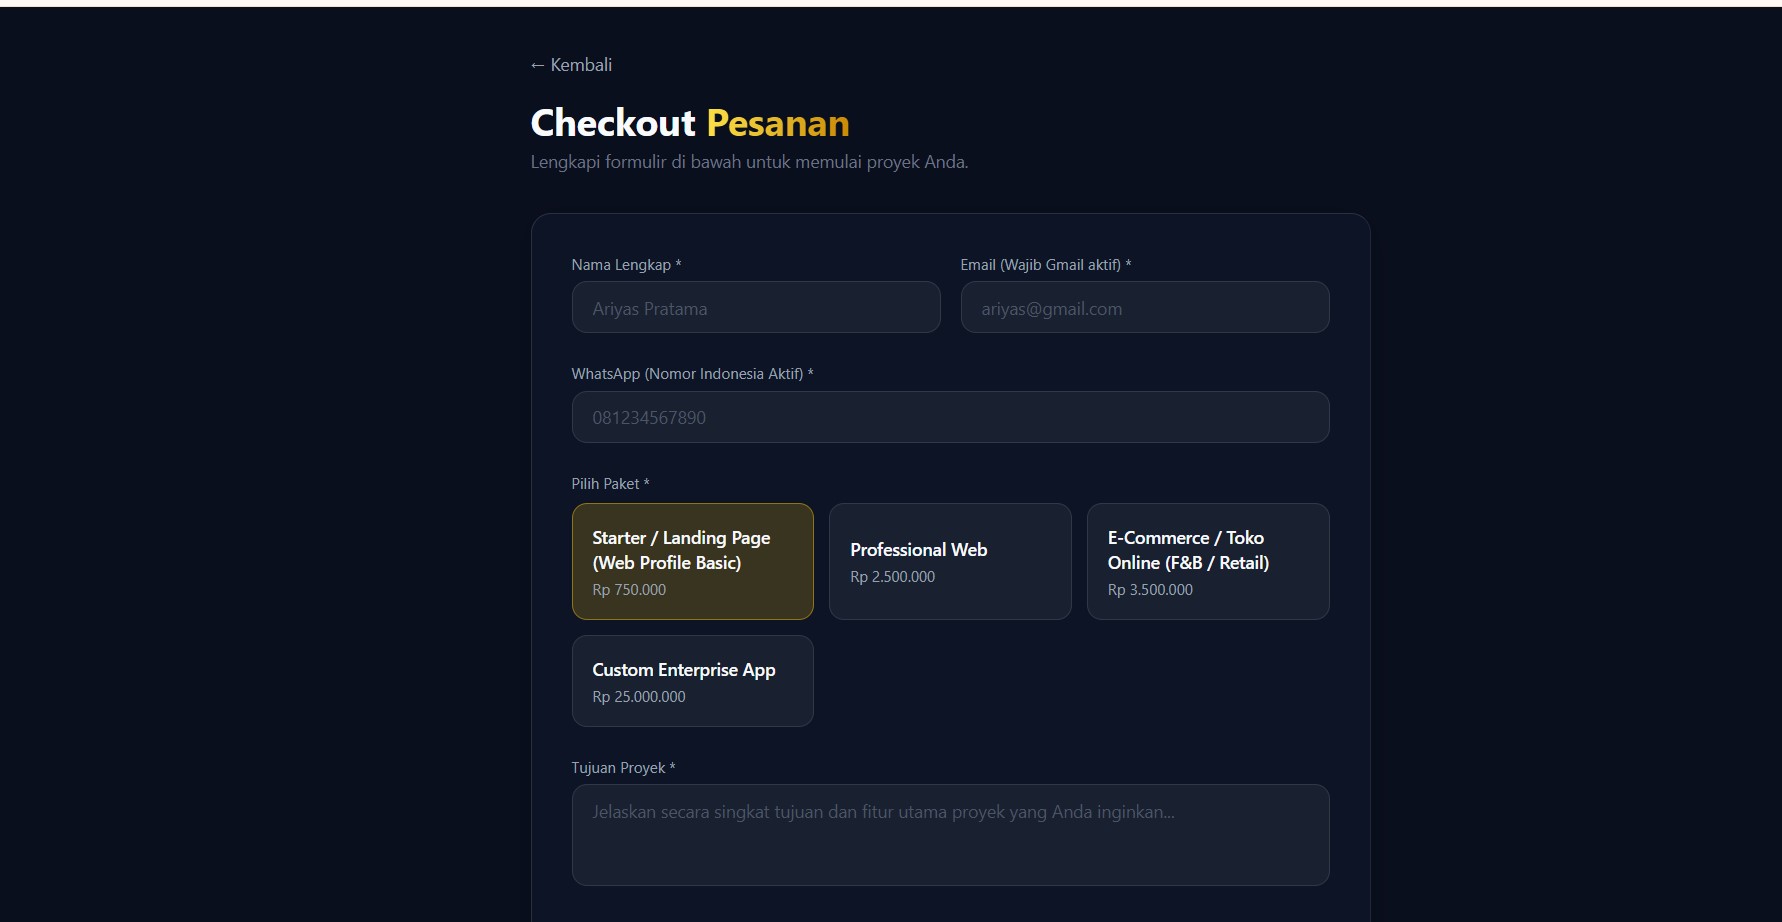 ← Kembali
Checkout Pesanan
Lengkapi formulir di bawah untuk memulai proyek Anda.
Nama Lengkap *
Ariyas Pratama
Email (Wajib Gmail aktif) *
ariyas@gmail.com
WhatsApp (Nomor Indonesia Aktif) *
081234567890
Pilih Paket *
Starter / Landing Page
(Web Profile Basic)
Rp 750.000
Professional Web
Rp 2.500.000
E-Commerce / Toko
Online (F&B / Retail)
Rp 3.500.000
Custom Enterprise App
Rp 25.000.000
Tujuan Proyek *
Jelaskan secara singkat tujuan dan fitur utama proyek yang Anda inginkan...